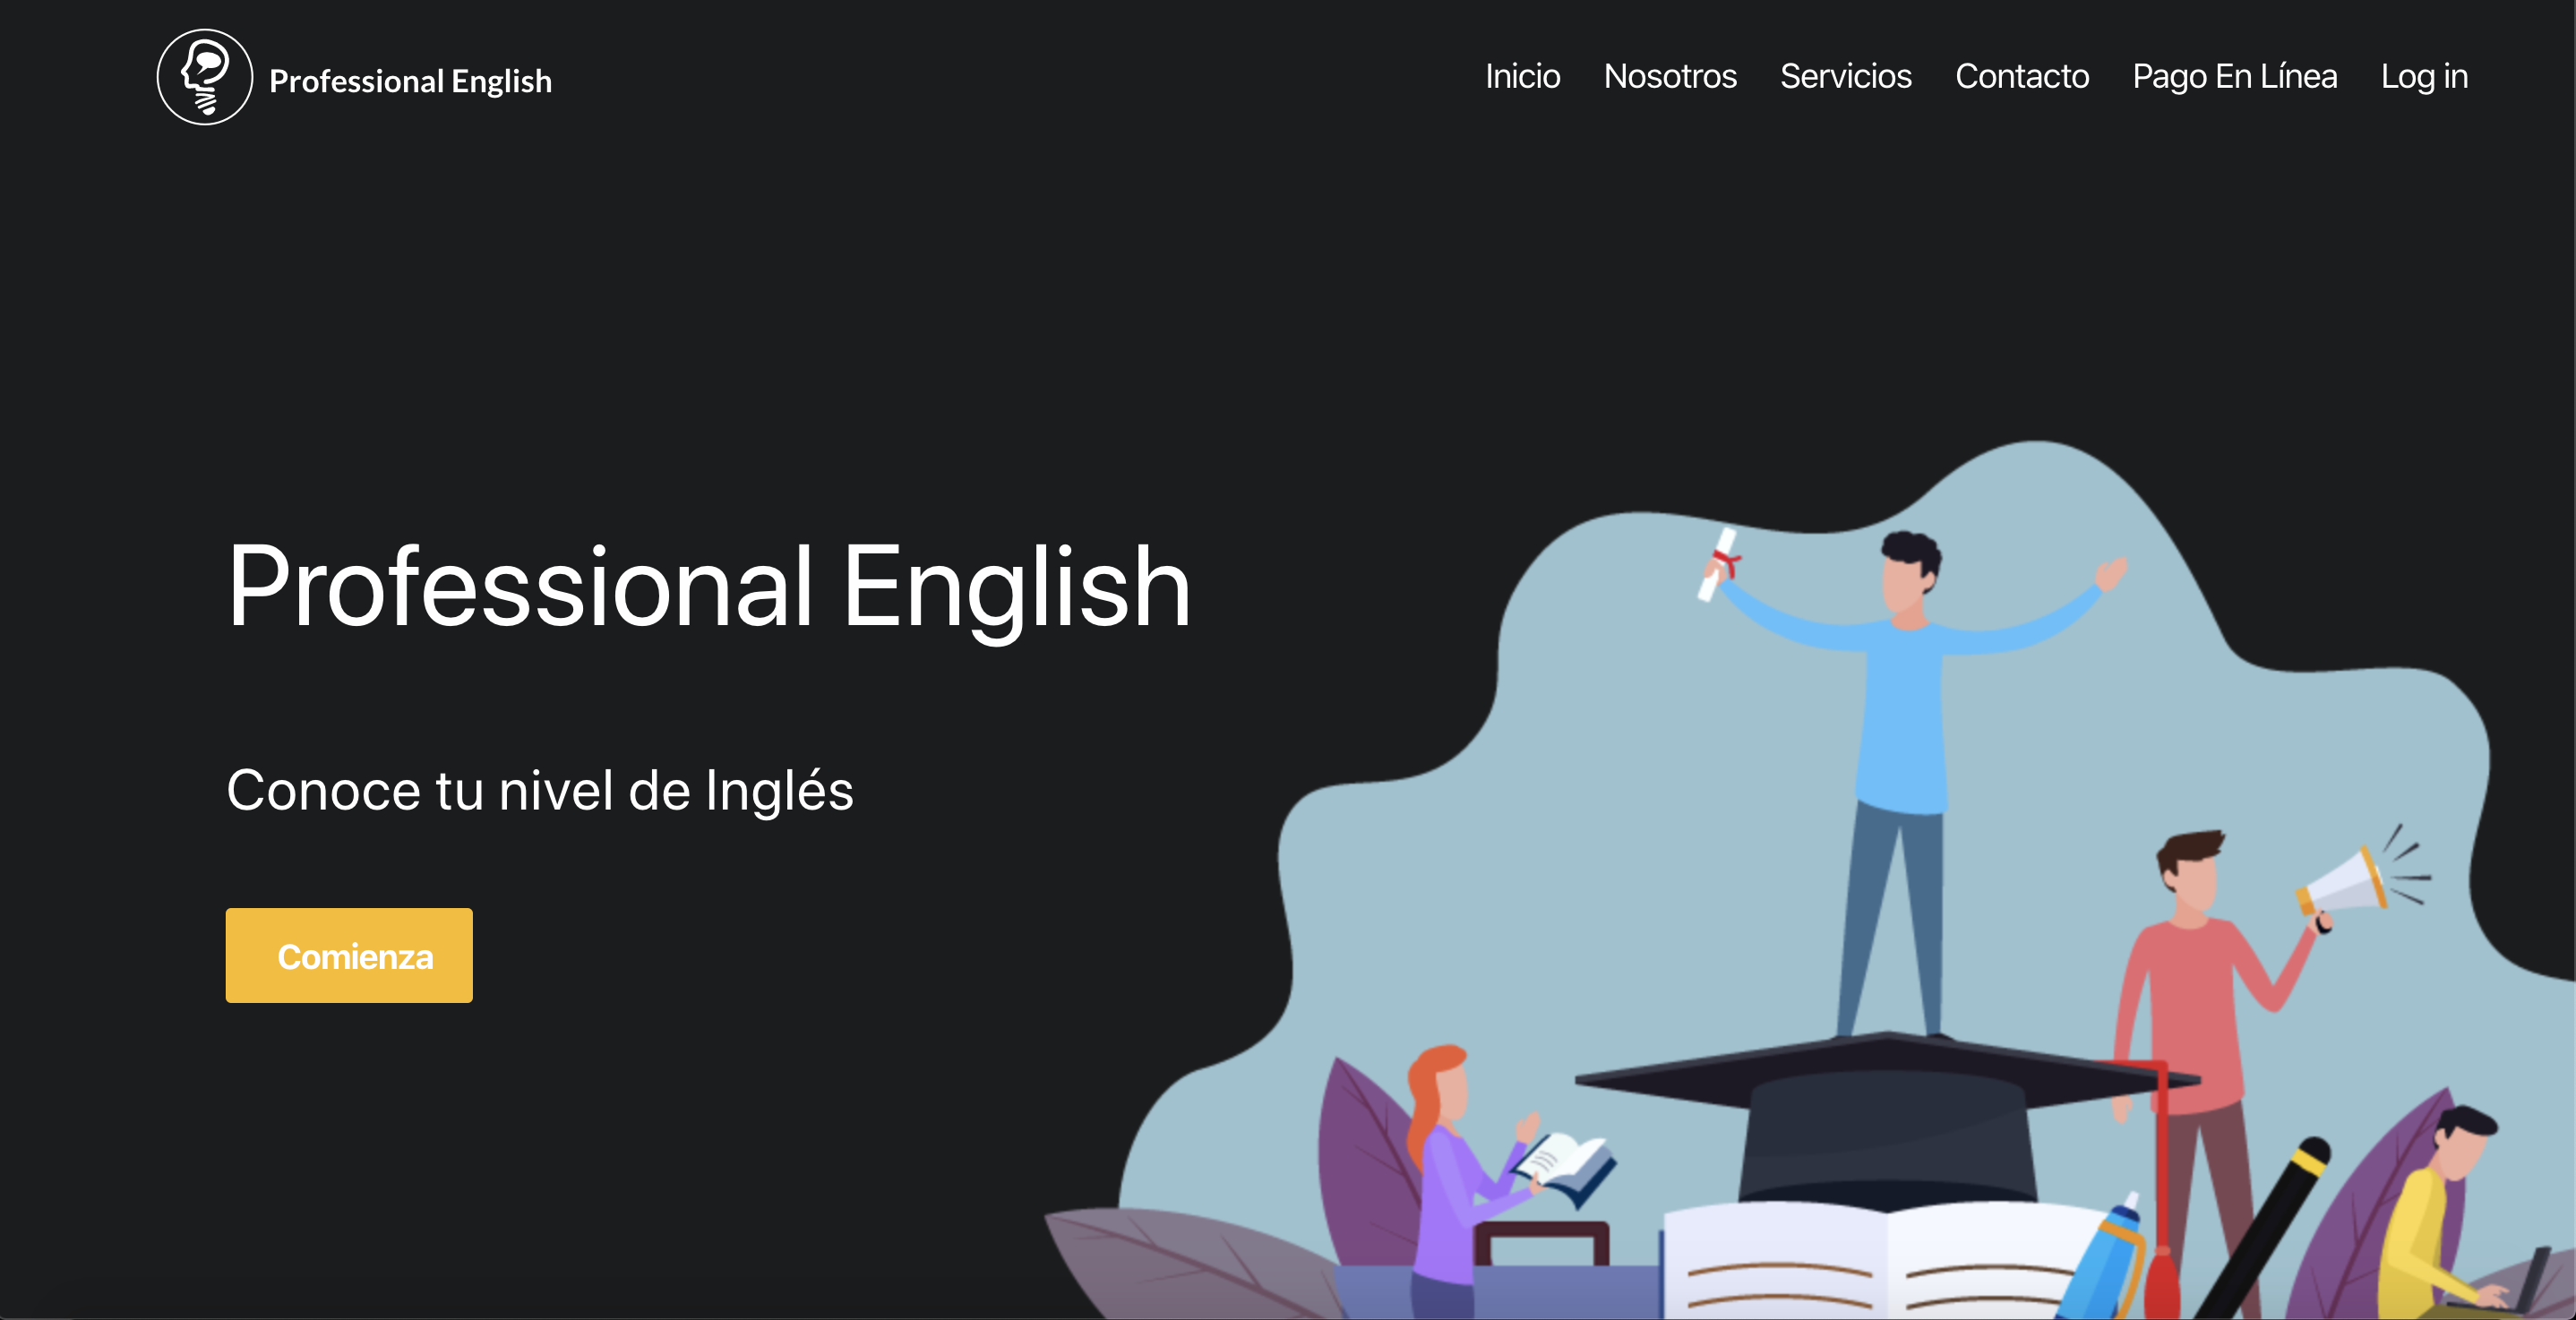 Professional English
Inicio Nosotros Servicios Contacto Pago En Línea Log in
Professional English
Conoce tu nivel de Inglés
Comienza